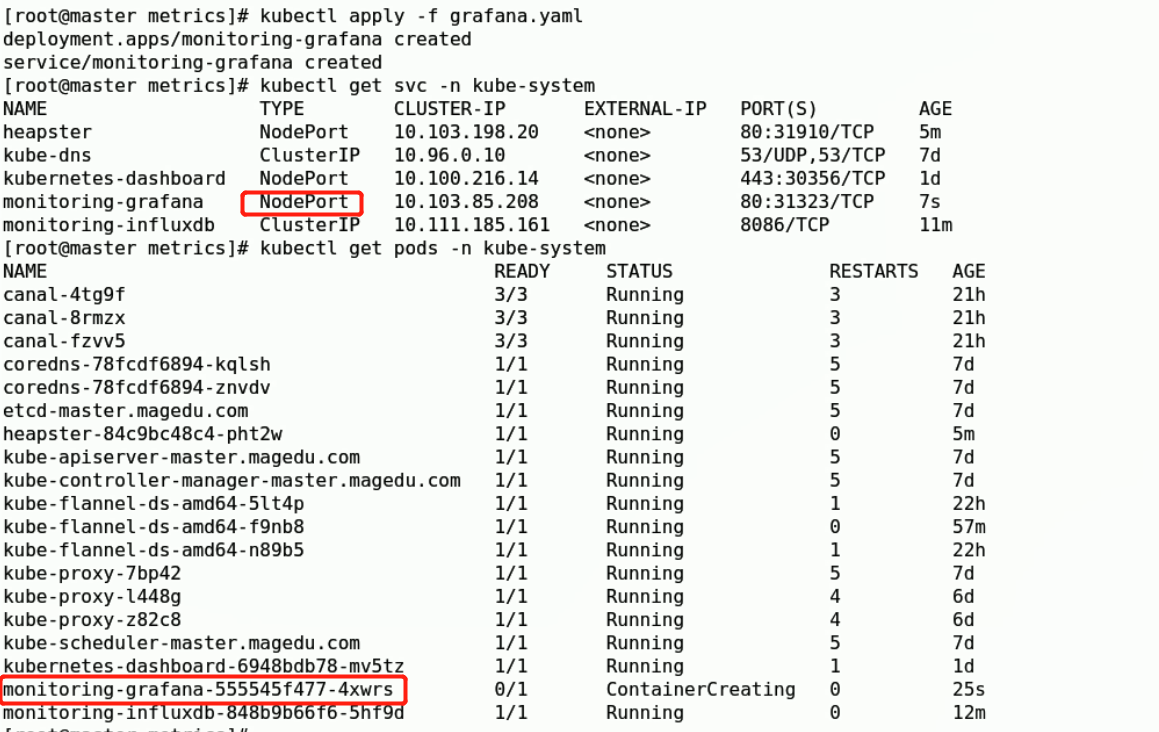 [root@master metrics]# kubectl apply -f grafana.yaml
deployment.apps/monitoring-grafana created
service/monitoring-grafana created
[root@master metrics]# kubectl get svc -n kube-system
NAME TYPE CLUSTER-IP EXTERNAL-IP PORT(S) AGE
heapster NodePort 10.103.198.20 <none> 80:31910/TCP 5m
kube-dns ClusterIP 10.96.0.10 <none> 53/UDP,53/TCP 7d
kubernetes-dashboard NodePort 10.100.216.14 <none> 443:30356/TCP 1d
monitoring-grafana NodePort 10.103.85.208 <none> 80:31323/TCP 7s
monitoring-influxdb ClusterIP 10.111.185.161 <none> 8086/TCP 11m
[root@master metrics]# kubectl get pods -n kube-system
NAME READY STATUS RESTARTS AGE
canal-4tg9f 3/3 Running 3 21h
canal-8rmzx 3/3 Running 3 21h
canal-fzvv5 3/3 Running 3 21h
coredns-78fcdf6894-kqlsh 1/1 Running 5 7d
coredns-78fcdf6894-znvdv 1/1 Running 5 7d
etcd-master.magedu.com 1/1 Running 5 7d
heapster-84c9bc48c4-pht2w 1/1 Running 0 5m
kube-apiserver-master.magedu.com 1/1 Running 5 7d
kube-controller-manager-master.magedu.com 1/1 Running 5 7d
kube-flannel-ds-amd64-5lt4p 1/1 Running 1 22h
kube-flannel-ds-amd64-f9nb8 1/1 Running 0 57m
kube-flannel-ds-amd64-n89b5 1/1 Running 1 22h
kube-proxy-7bp42 1/1 Running 5 7d
kube-proxy-l448g 1/1 Running 4 6d
kube-proxy-z82c8 1/1 Running 4 6d
kube-scheduler-master.magedu.com 1/1 Running 5 7d
kubernetes-dashboard-6948bdb78-mv5tz 1/1 Running 1 1d
monitoring-grafana-555545f477-4xwrs 0/1 ContainerCreating 0 25s
monitoring-influxdb-848b9b66f6-5hf9d 1/1 Running 0 12m
[root@master metrics]#